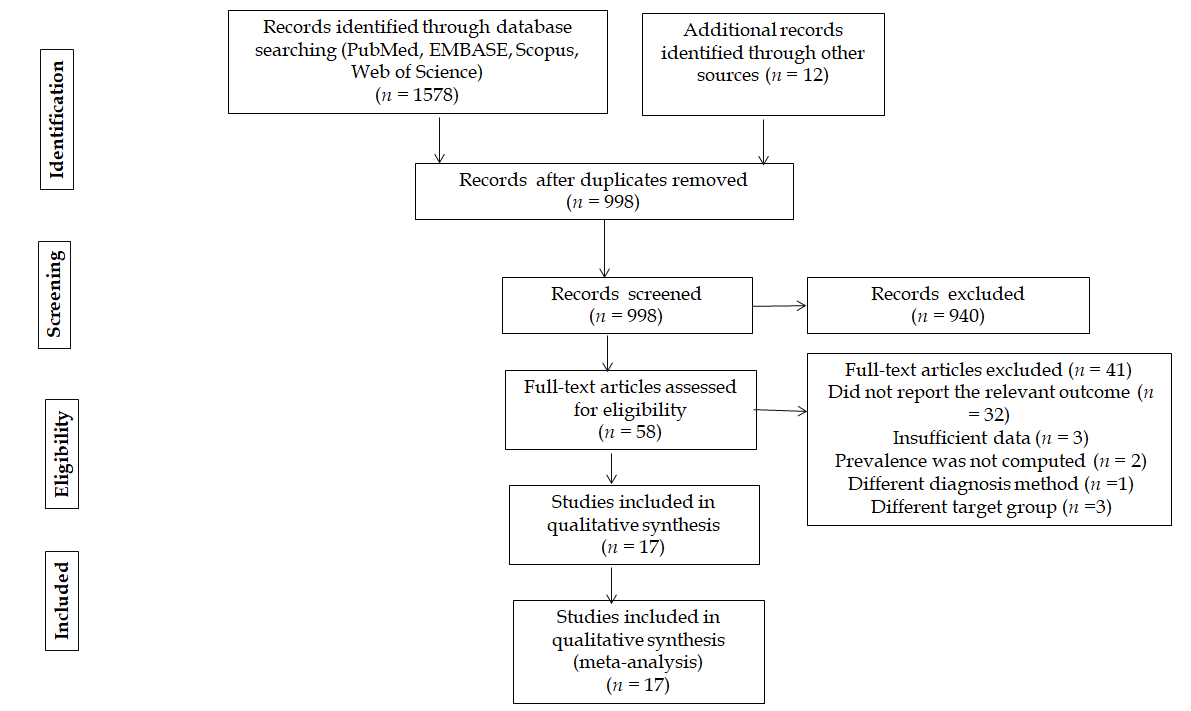 Identification
Records identified through database
searching (PubMed, EMBASE, Scopus,
Web of Science)
(n = 1578)
Additional records
identified through other
sources (n = 12)
Records after duplicates removed
(n = 998)
Screening
Records screened
(n = 998)
Records excluded
(n = 940)
Eligibility
Full-text articles assessed
for eligibility
(n = 58)
Full-text articles excluded (n = 41)
Did not report the relevant outcome (n
= 32)
Insufficient data (n = 3)
Prevalence was not computed (n = 2)
Different diagnosis method (n =1)
Different target group (n =3)
Studies included in
qualitative synthesis
(n = 17)
Included
Studies included in
qualitative synthesis
(meta-analysis)
(n = 17)